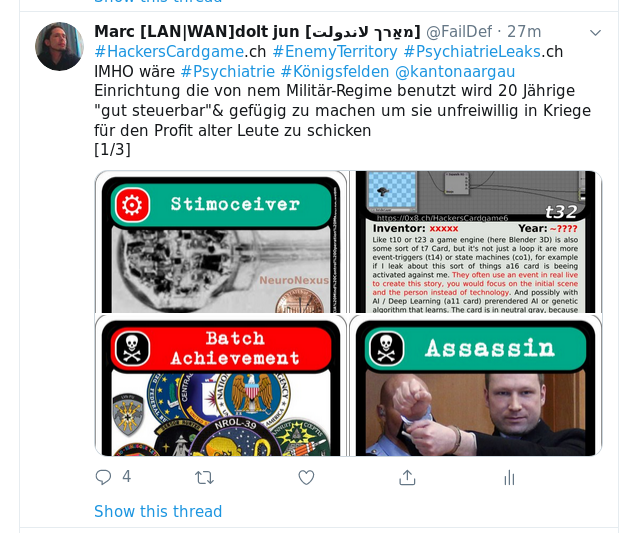 Show this thread
Marc [LAN|WAN]dolt jun [מאַרך لاندولت] @FailDef · 27m
#HackersCardgame.ch #EnemyTerritory #PsychiatrieLeaks.ch
IMHO wäre #Psychiatrie #Königsfelden @kantonaargau
Einrichtung die von nem Militär-Regime benutzt wird 20 Jährige
"gut steuerbar"& gefügig zu machen um sie unfreiwillig in Kriege
für den Profit alter Leute zu schicken
[1/3]
Stimoceiver
NeuroNexus
t32
https://0x8.ch/HackersCardgame6
Inventor: xxxxx Year: ~????
Like t10 or t23 a game engine (here Blender 3D) is also
some sort of t7 Card, but it's not just a loop it are more
event-triggers (t14) or state machines (co1), for example
if I leak about this sort of things a16 card is beeing
activated against me. They often use an event in real live
to create this story, you would focus on the initial scene
and the person instead of technology. And possibly with
AI / Deep Learning (a11 card) prerendered AI or genetic
algorithm that learns. The card is in neutral gray, because
Batch
Achievement
NROL-39
Assassin
4
Show this thread